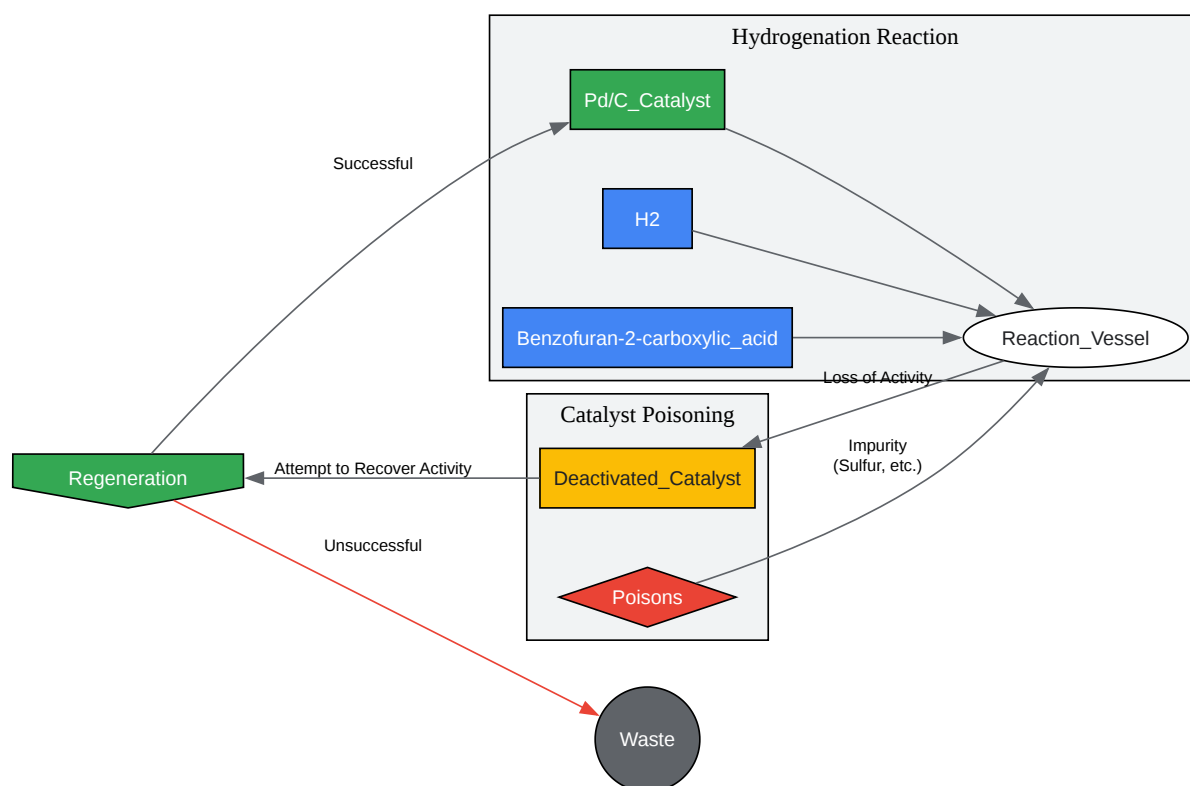 Hydrogenation Reaction
Pd/C_Catalyst
Successful
H2
Benzofuran-2-carboxylic_acid
Reaction_Vessel
Loss of Activity
Catalyst Poisoning
Impurity
(Sulfur, etc.)
Regeneration
Attempt to Recover Activity
Deactivated_Catalyst
Unsuccessful
Poisons
Waste